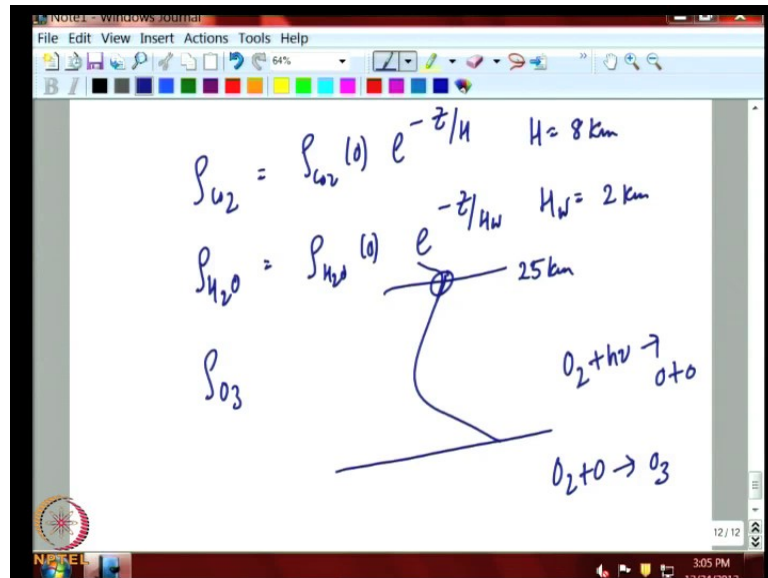 Note1 - Windows Journal
File Edit View Insert Actions Tools Help
64%
B I
ρCO2 = ρCO2 (0) e^-z/H H = 8 km
ρH2O = ρH2O (0) e^-z/HW HW = 2 km
25 km
ρO3
O2 + hν → O+O
O2+O → O3
12 / 12
NPTEL
3:05 PM